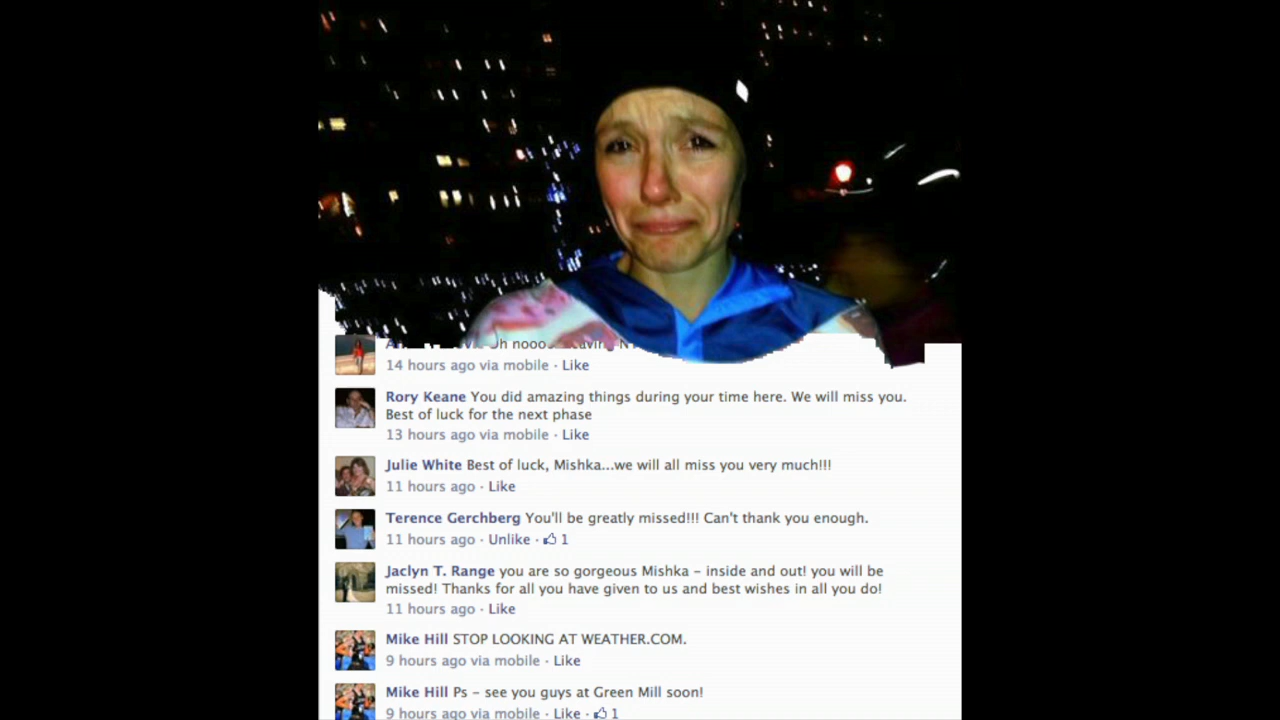 14 hours ago via mobile · Like
Rory Keane You did amazing things during your time here. We will miss you.
Best of luck for the next phase
13 hours ago via mobile · Like
Julie White Best of luck, Mishka...we will all miss you very much!!!
11 hours ago · Like
Terence Gerchberg You'll be greatly missed!!! Can't thank you enough.
11 hours ago · Unlike · 1
Jaclyn T. Range you are so gorgeous Mishka – inside and out! you will be
missed! Thanks for all you have given to us and best wishes in all you do!
11 hours ago · Like
Mike Hill STOP LOOKING AT WEATHER.COM.
9 hours ago via mobile · Like
Mike Hill Ps – see you guys at Green Mill soon!
9 hours ago via mobile · Like · 1